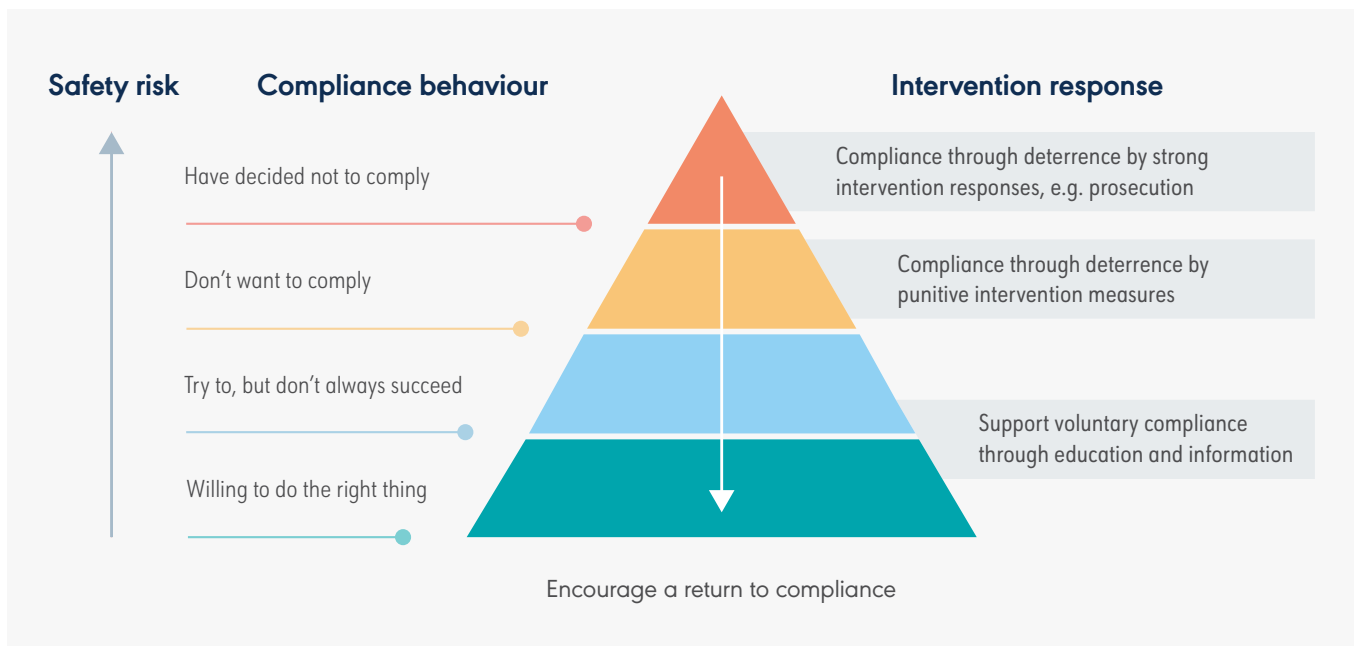 Safety risk
Compliance behaviour
Intervention response
Have decided not to comply
Compliance through deterrence by strong
intervention responses, e.g. prosecution
Don’t want to comply
Compliance through deterrence by
punitive intervention measures
Try to, but don’t always succeed
Support voluntary compliance
through education and information
Willing to do the right thing
Encourage a return to compliance